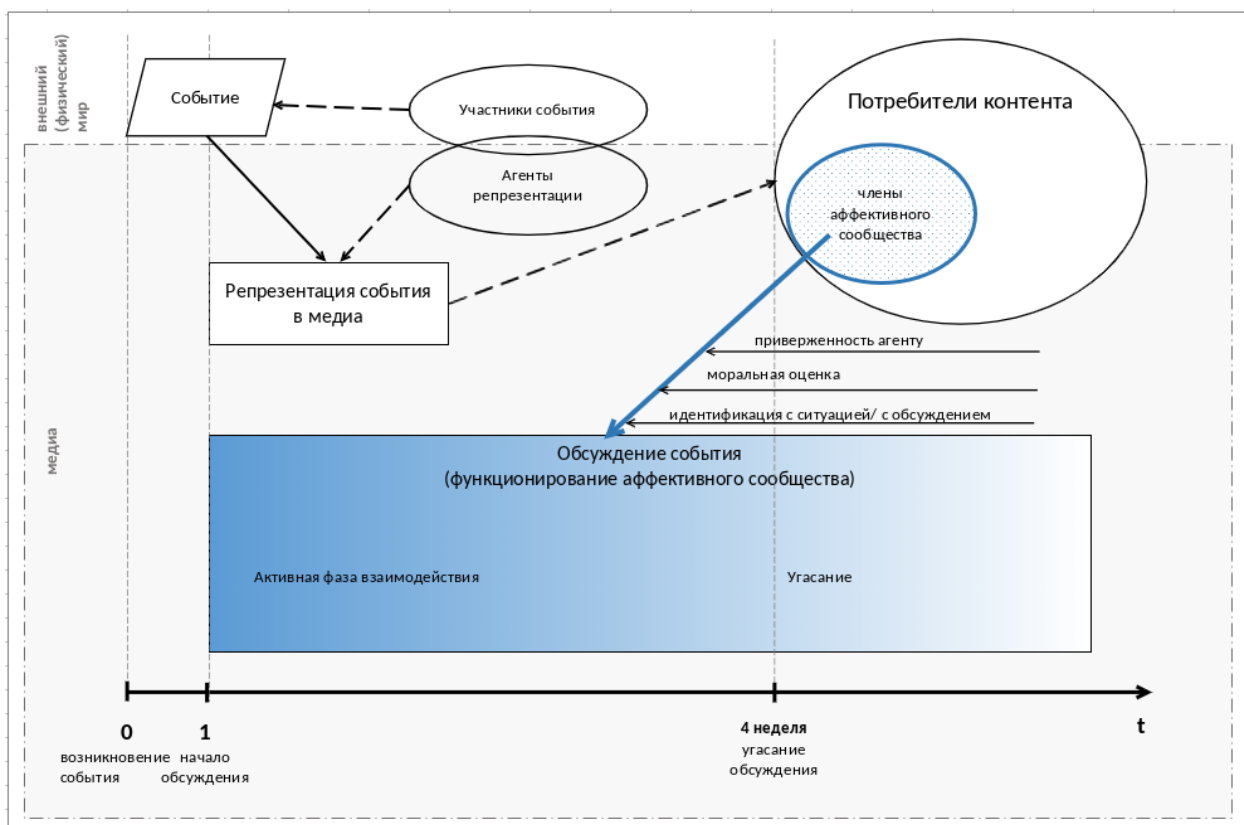 внешний
(физический)
мир
Событие
Участники события
Агенты
репрезентации
Потребители контента
члены
аффективного
сообщества
Репрезентация события
в медиа
приверженность агенту
моральная оценка
идентификация с ситуацией/ с обсуждением
медиа
Обсуждение события
(функционирование аффективного сообщества)
Активная фаза взаимодействия
Угасание
0
возникновение
события
1
начало
обсуждения
4 неделя
угасание
обсуждения
t